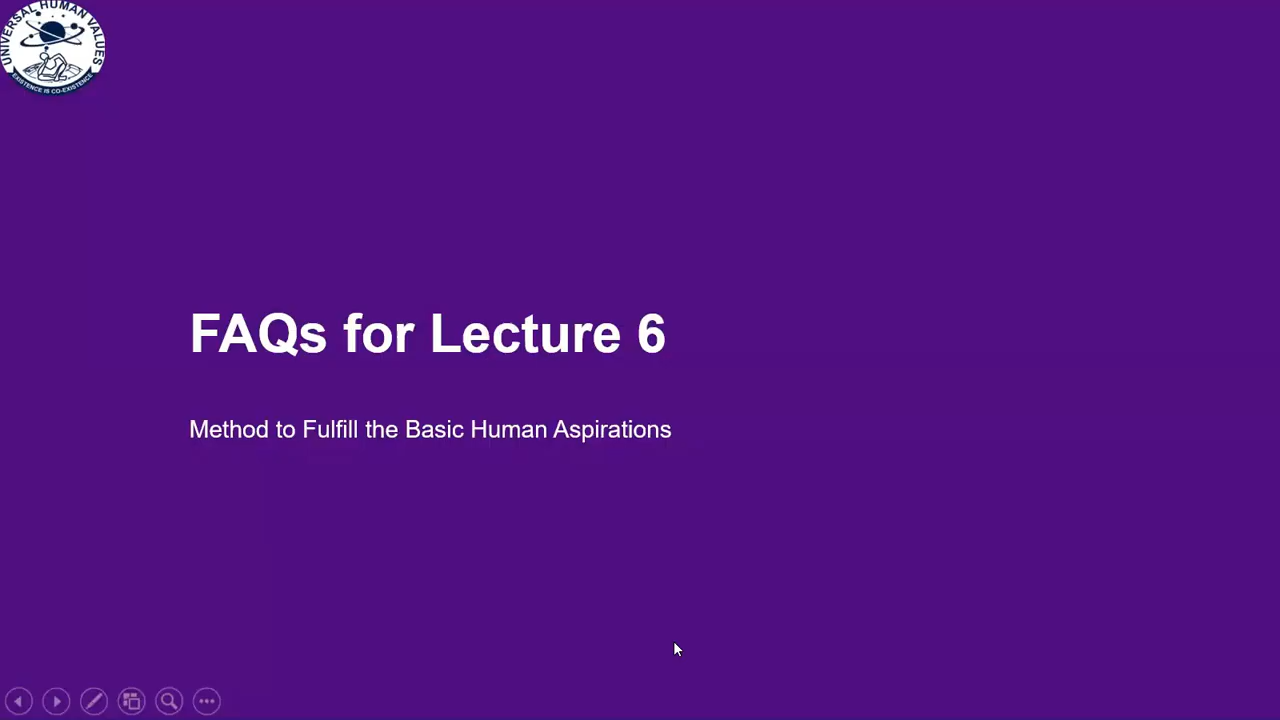 UNIVERSAL HUMAN VALUES
EXISTENCE IS CO-EXISTENCE
FAQs for Lecture 6
Method to Fulfill the Basic Human Aspirations